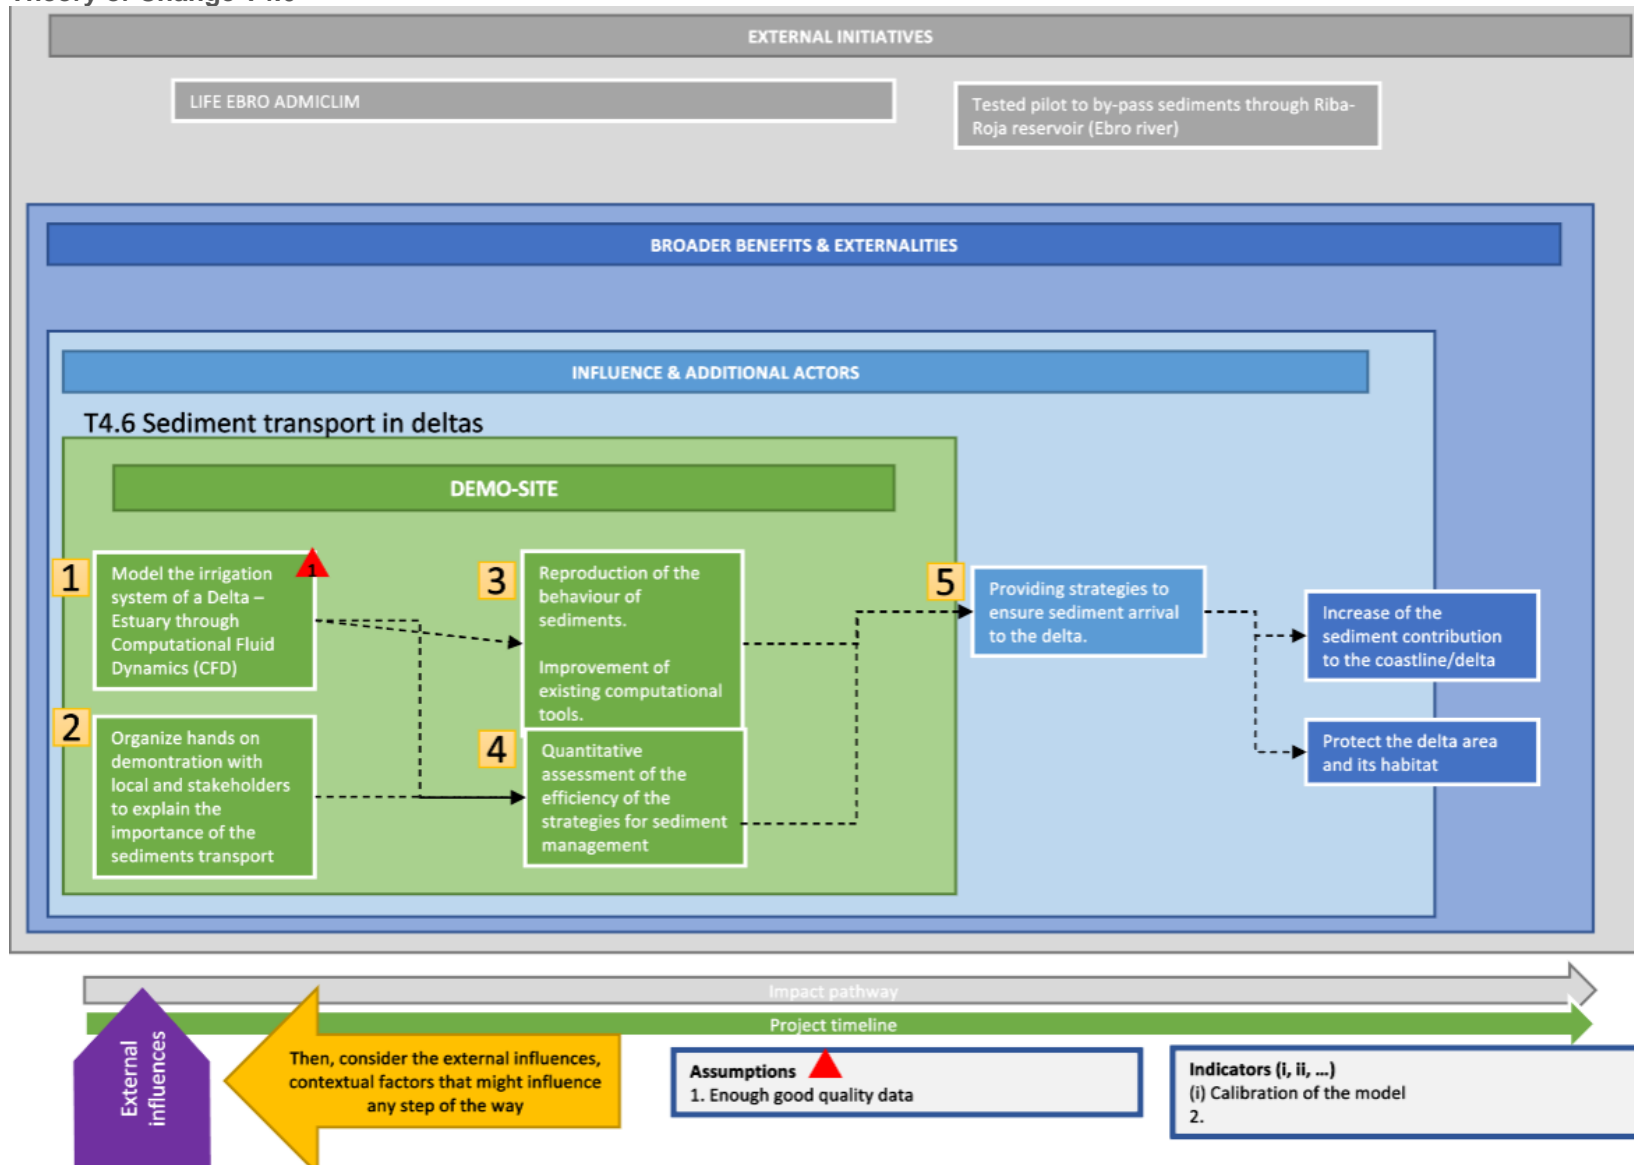 EXTERNAL INITIATIVES
LIFE EBRO ADMICLIM
Tested pilot to by-pass sediments through Riba-
Roja reservoir (Ebro river)
BROADER BENEFITS & EXTERNALITIES
INFLUENCE & ADDITIONAL ACTORS
T4.6 Sediment transport in deltas
DEMO-SITE
1
Model the irrigation
system of a Delta –
Estuary through
Computational Fluid
Dynamics (CFD)
1
2
Organize hands on
demontration with
local and stakeholders
to explain the
importance of the
sediments transport
3
Reproduction of the
behaviour of
sediments.
Improvement of
existing computational
tools.
4
Quantitative
assessment of the
efficiency of the
strategies for sediment
management
5
Providing strategies to
ensure sediment arrival
to the delta.
Increase of the
sediment contribution
to the coastline/delta
Protect the delta area
and its habitat
Impact pathway
Project timeline
External
influences
Then, consider the external influences,
contextual factors that might influence
any step of the way
Assumptions
1. Enough good quality data
Indicators (i, ii, ...)
(i) Calibration of the model
2.